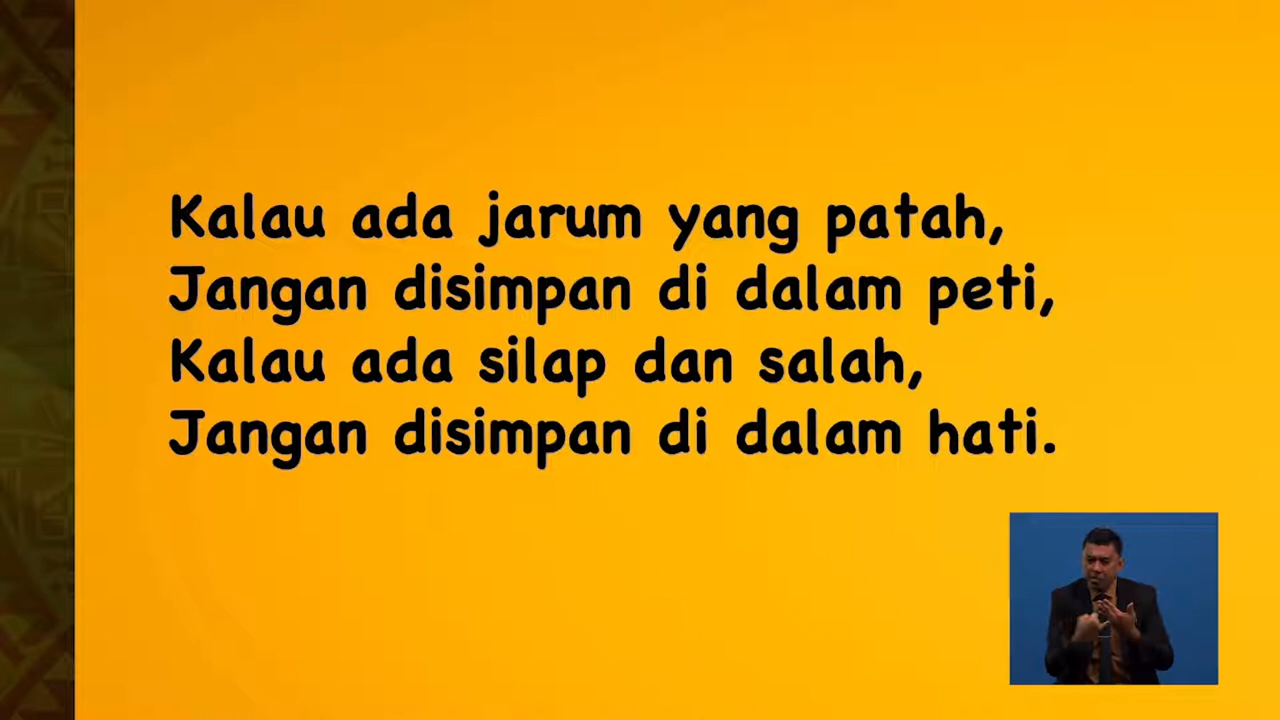 Kalau ada jarum yang patah,
Jangan disimpan di dalam peti,
Kalau ada silap dan salah,
Jangan disimpan di dalam hati.